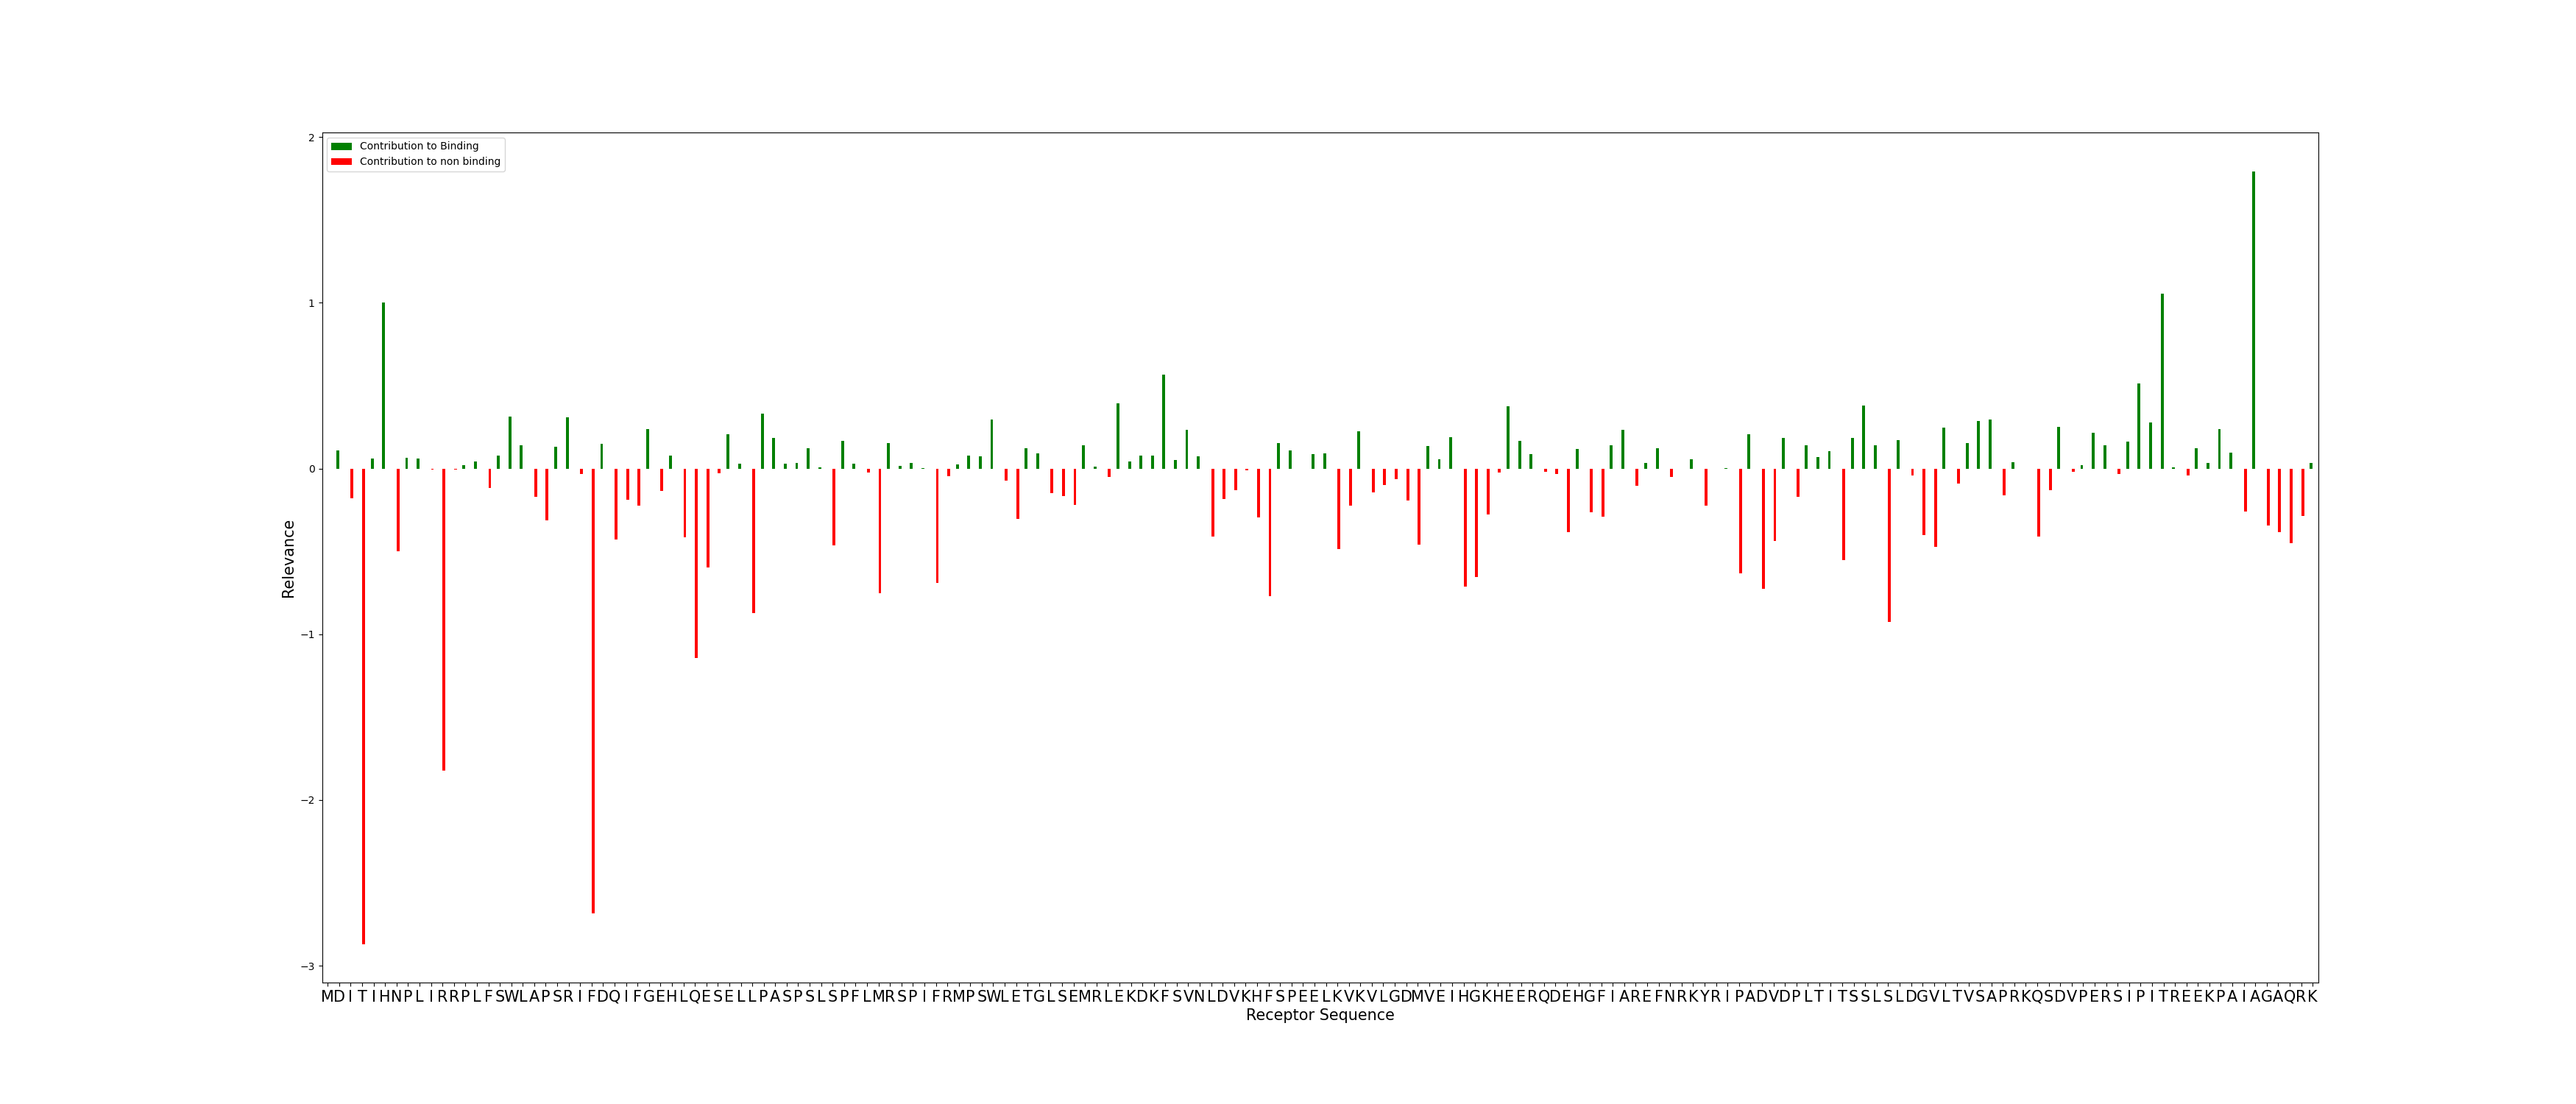 2
Contribution to Binding
Contribution to non binding
1
0
Relevance
−1
−2
−3
MDITIHNPLIRRPLFSWLAPSRIFDQIFGEHLQESELLPASPSLSPFLMRSPIFRMPSWLETGLSEMRLEKDKFSVNLDVKHFSPEELKVKVLGDMVEIHGKHEERQDEHGFIAREFNRKYRIPADVDPLTITSSLSLDGVLTVSAPRKQSDVPERSIPITREEKPAIAGAQRK
Receptor Sequence